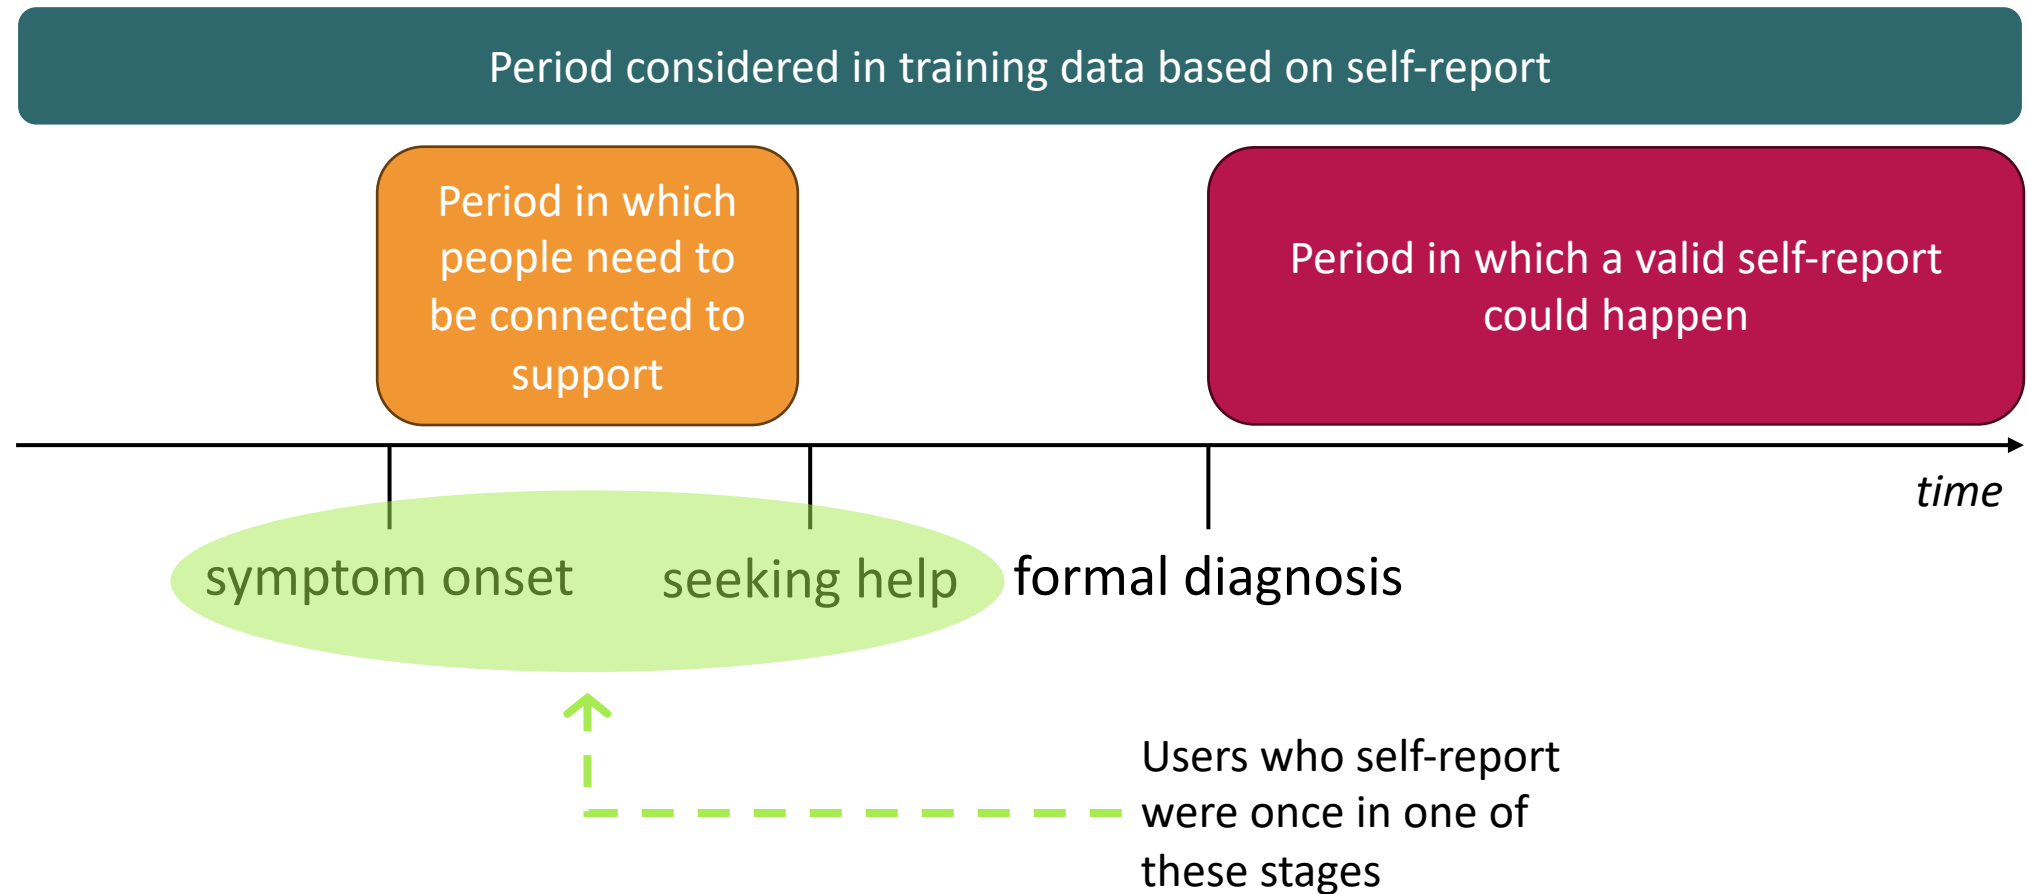 Period considered in training data based on self-report
Period in which
people need to
be connected to
support
Period in which a valid self-report
could happen
time
symptom onset
seeking help
formal diagnosis
Users who self-report
were once in one of
these stages